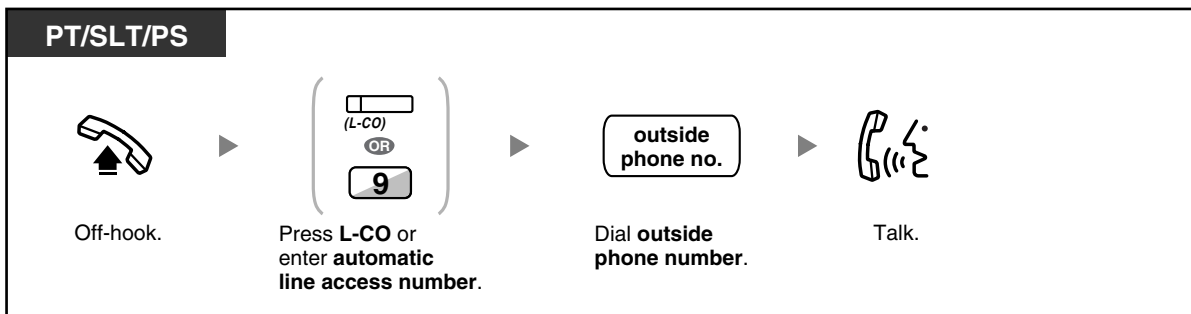 PT/SLT/PS
(L-CO)
OR
9
outside
phone no.
Off-hook.
Press L-CO or
enter automatic
line access number.
Dial outside
phone number.
Talk.